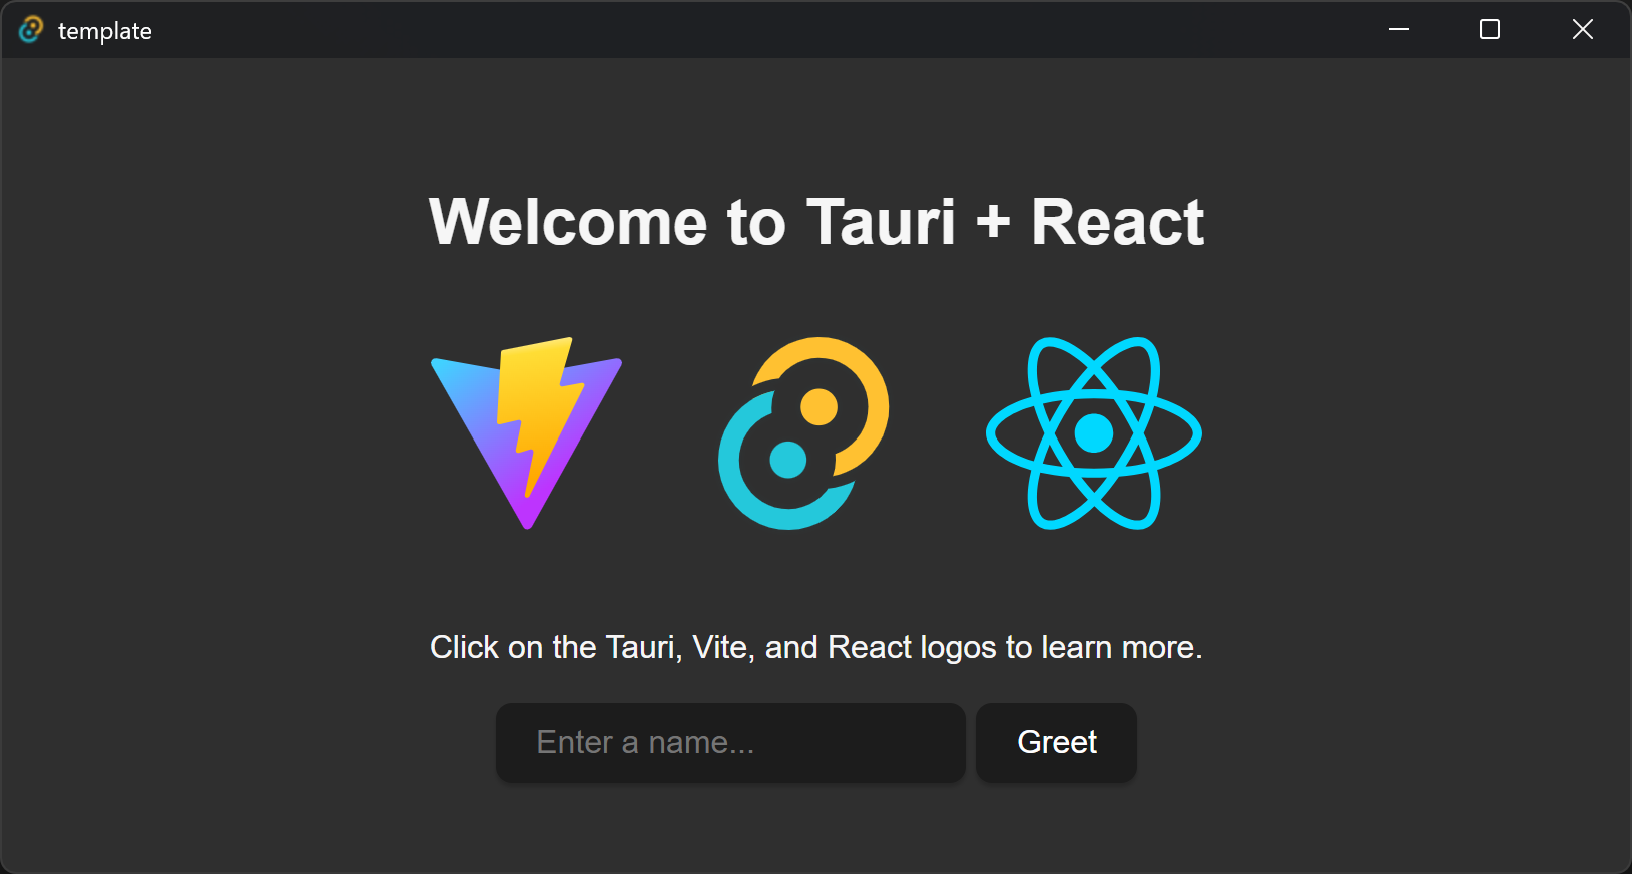 template
Welcome to Tauri + React
Click on the Tauri, Vite, and React logos to learn more.
Enter a name...
Greet